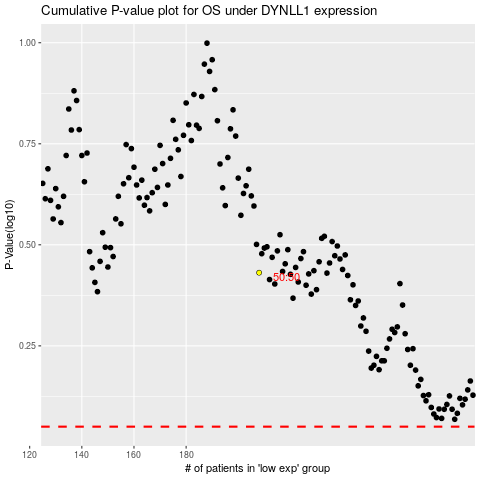 Cumulative P-value plot for OS under DYNLL1 expression
P-Value(log10)
1.00
0.75
0.50
0.25
50:50
120 140 160 180
# of patients in 'low exp' group